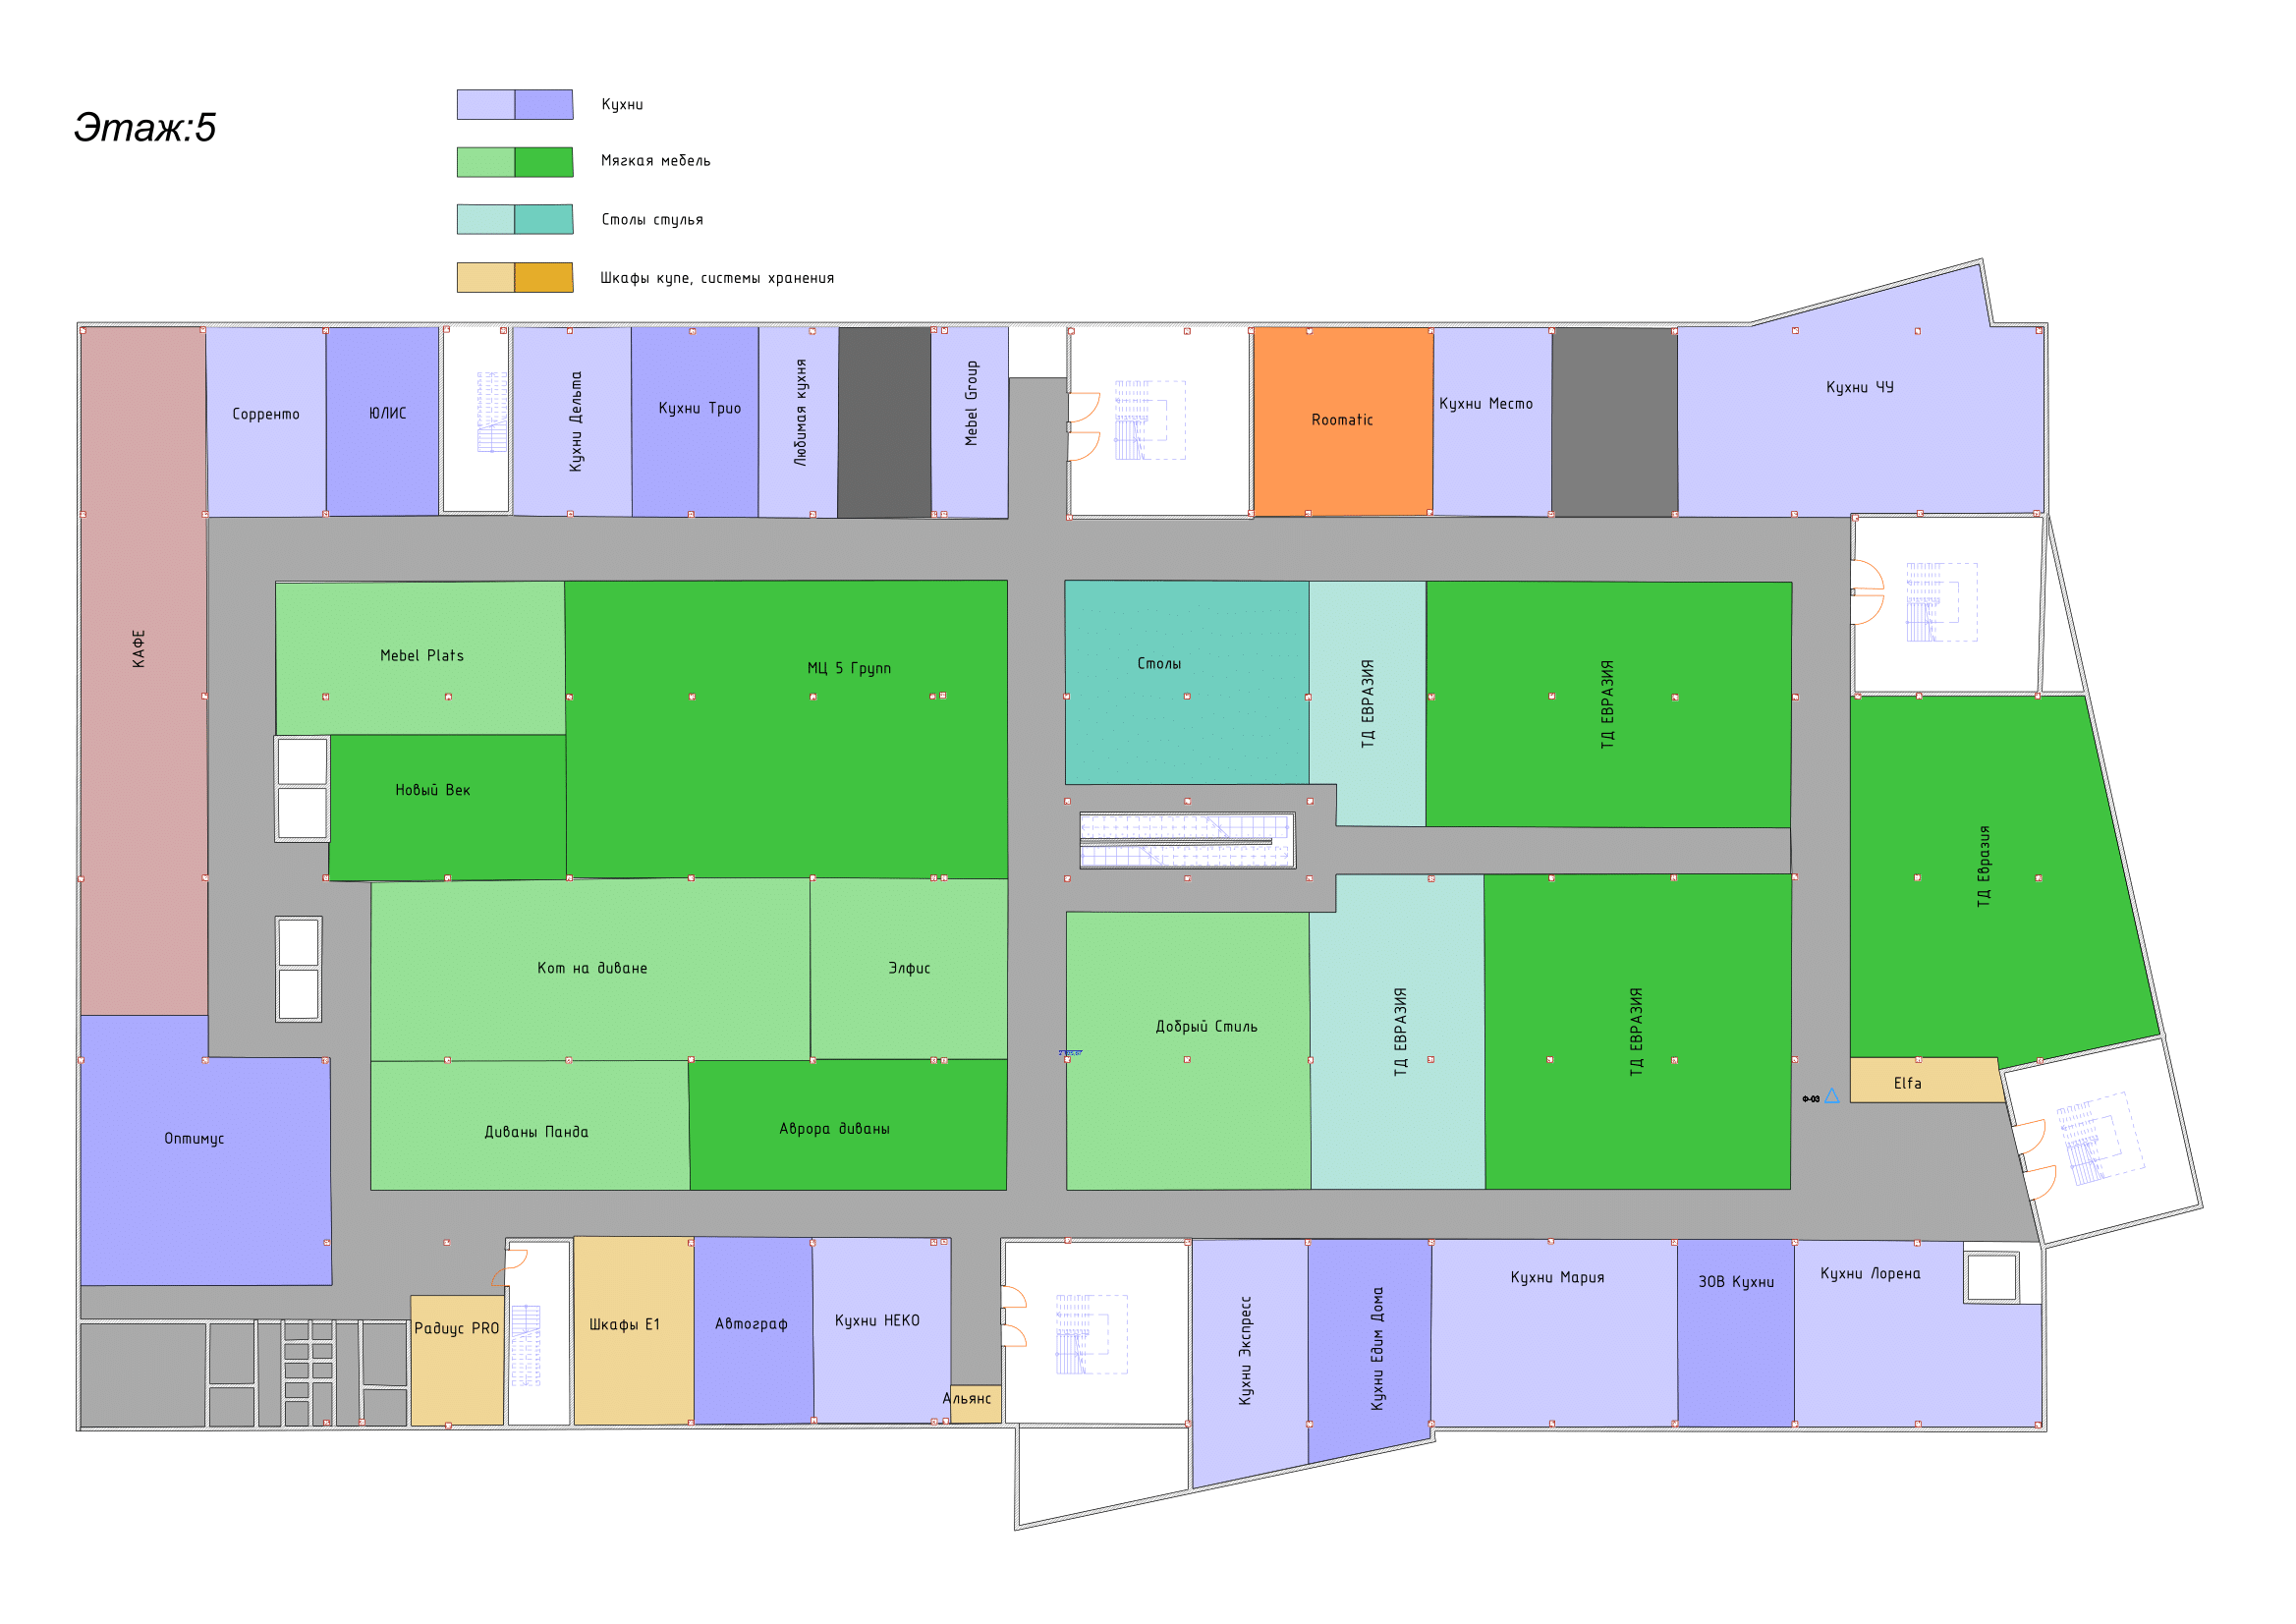 Этаж:5
Кухни
Мягкая мебель
Столы стулья
Шкафы купе, системы хранения
КАФЕ
Сорренто
ЮЛИС
Кухни Дельта
Кухни Трио
Любимая кухня
Mebel Group
Roomatic
Кухни Место
Кухни ЧУ
Mebel Plats
МЦ 5 Групп
Столы
ТД ЕВРАЗИЯ
ТД ЕВРАЗИЯ
Новый Век
ТД Евразия
Кот на диване
Элфис
Добрый Стиль
ТД ЕВРАЗИЯ
ТД ЕВРАЗИЯ
Elfa
Ф-03
Оптимус
Диваны Панда
Аврора диваны
Радиус PRO
Шкафы Е1
Автограф
Кухни НЕКО
Альянс
Кухни Экспресс
Кухни Едим Дома
Кухни Мария
ЗОВ Кухни
Кухни Лорена